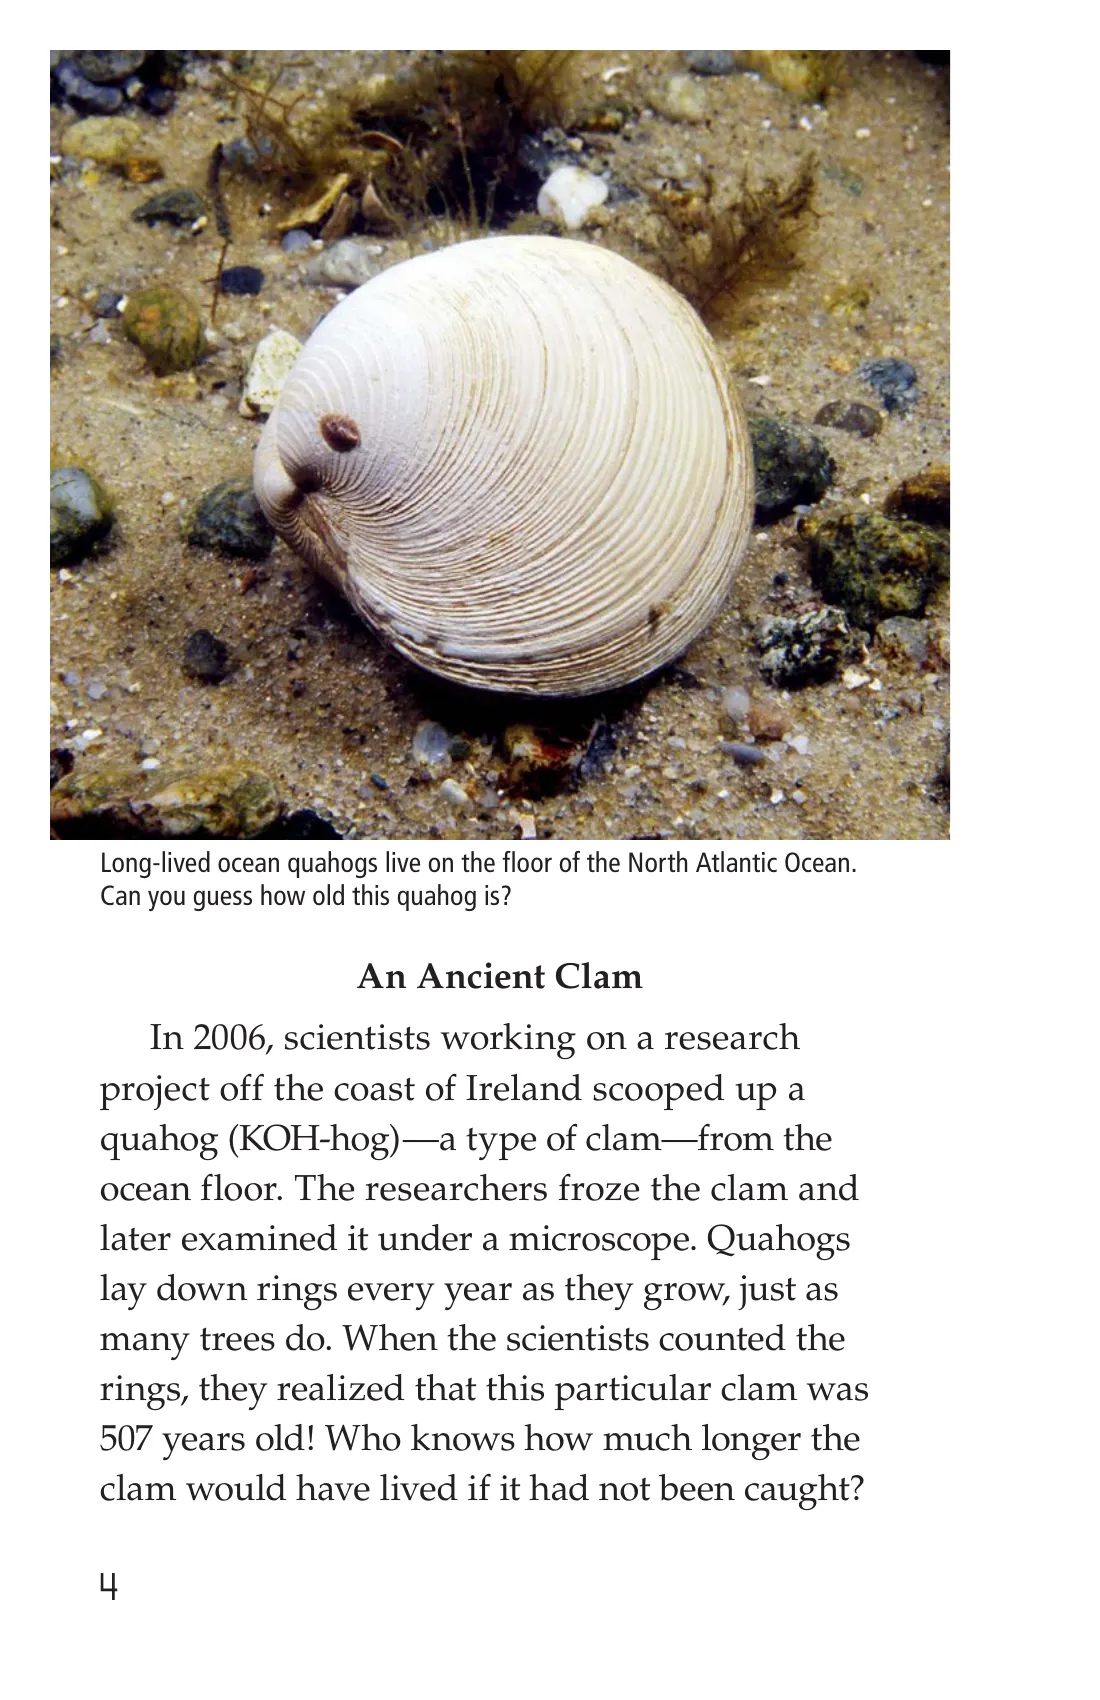 Long-lived ocean quahogs live on the floor of the North Atlantic Ocean.
Can you guess how old this quahog is?
An Ancient Clam
In 2006, scientists working on a research
project off the coast of Ireland scooped up a
quahog (KOH-hog)—a type of clam—from the
ocean floor. The researchers froze the clam and
later examined it under a microscope. Quahogs
lay down rings every year as they grow, just as
many trees do. When the scientists counted the
rings, they realized that this particular clam was
507 years old! Who knows how much longer the
clam would have lived if it had not been caught?
4